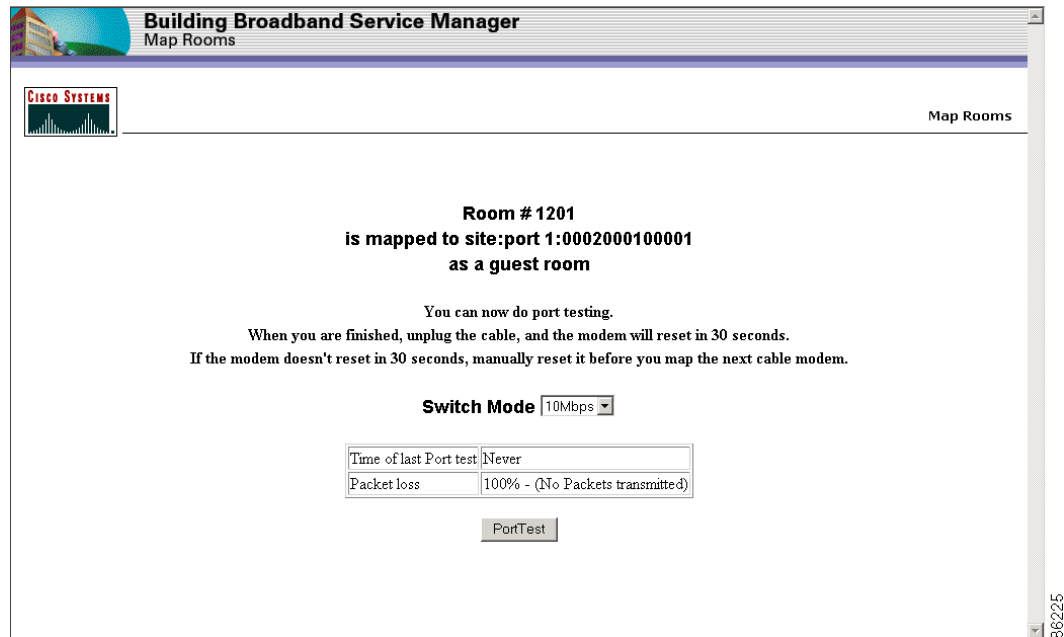 Building Broadband Service Manager
Map Rooms
CISCO SYSTEMS
Map Rooms
Room # 1201
is mapped to site:port 1:0002000100001
as a guest room
You can now do port testing.
When you are finished, unplug the cable, and the modem will reset in 30 seconds.
If the modem doesn't reset in 30 seconds, manually reset it before you map the next cable modem.
Switch Mode 10Mbps
Time of last Port test Never
Packet loss 100% - (No Packets transmitted)
PortTest